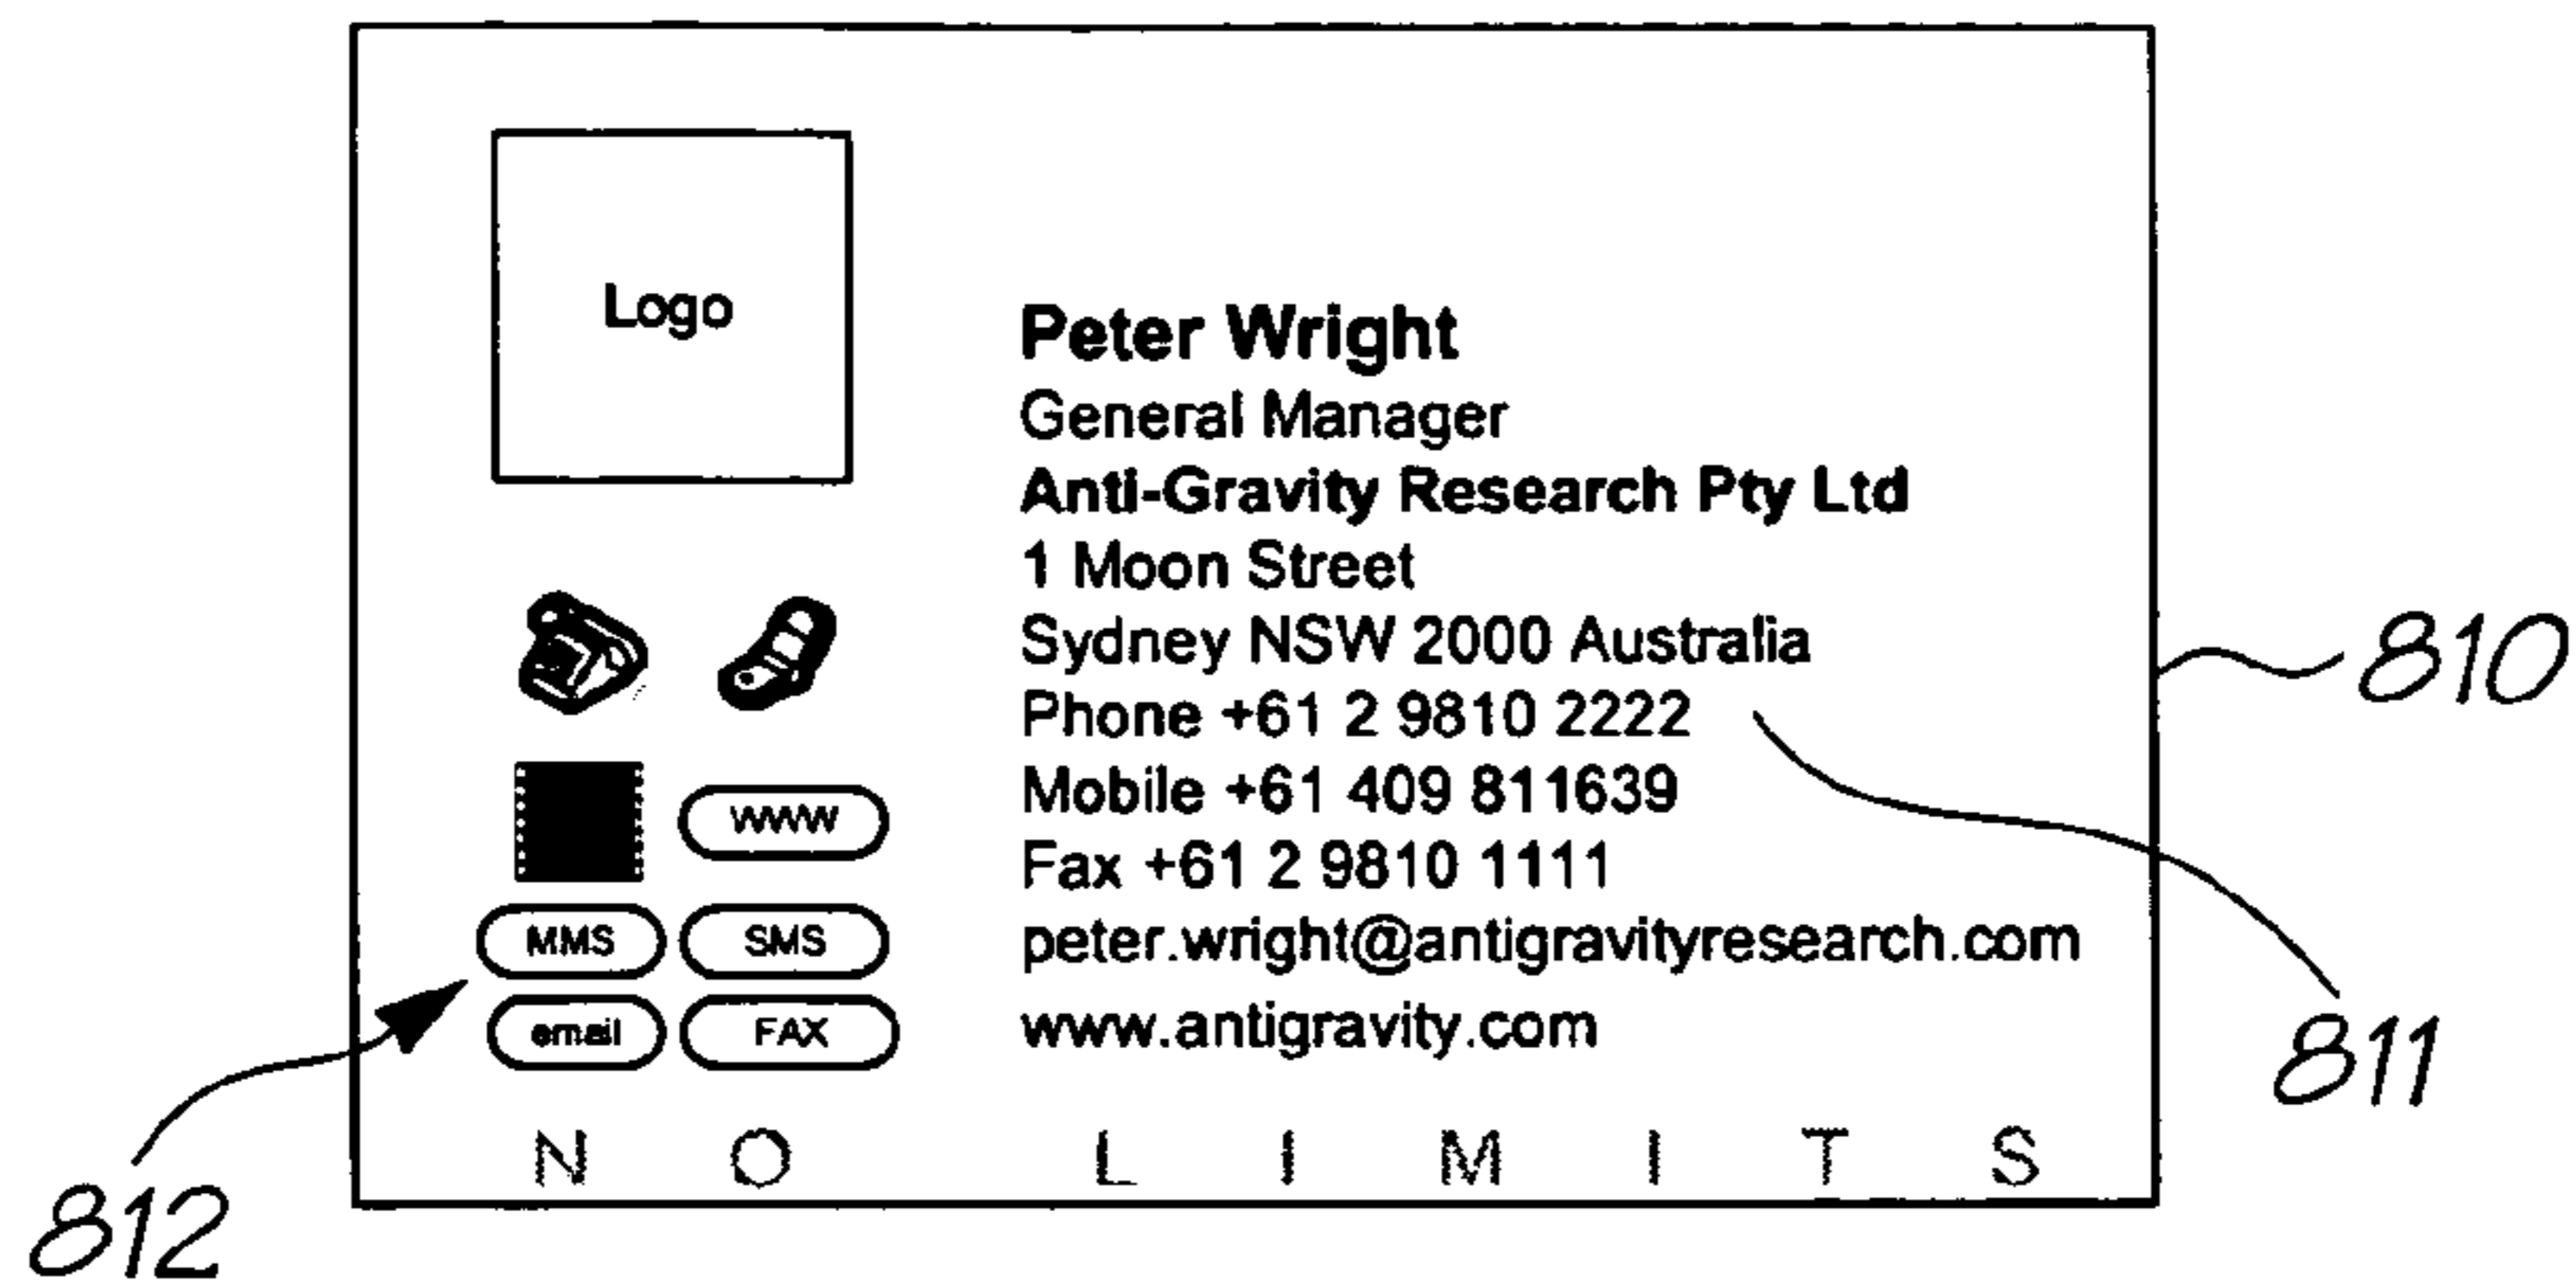 Logo
Peter Wright
General Manager
Anti-Gravity Research Pty Ltd
1 Moon Street
Sydney NSW 2000 Australia
Phone +61 2 9810 2222
Mobile +61 409 811639
Fax +61 2 9810 1111
peter.wright@antigravityresearch.com
www.antigravity.com
WWW
MMS SMS
email FAX
N O L I M I T S
810
811
812